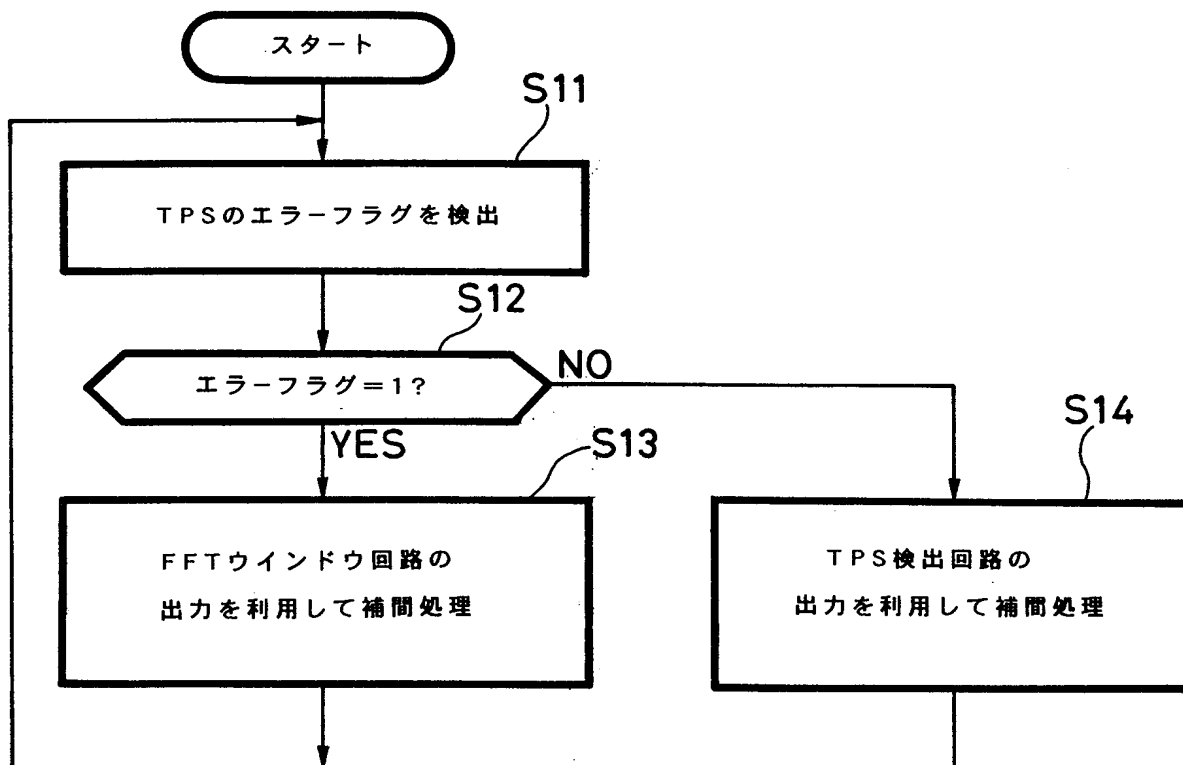 スタート
S11
TPSのエラーフラグを検出
S12
エラーフラグ=1?
NO
YES
S13
S14
FFTウインドウ回路の
出力を利用して補間処理
TPS検出回路の
出力を利用して補間処理